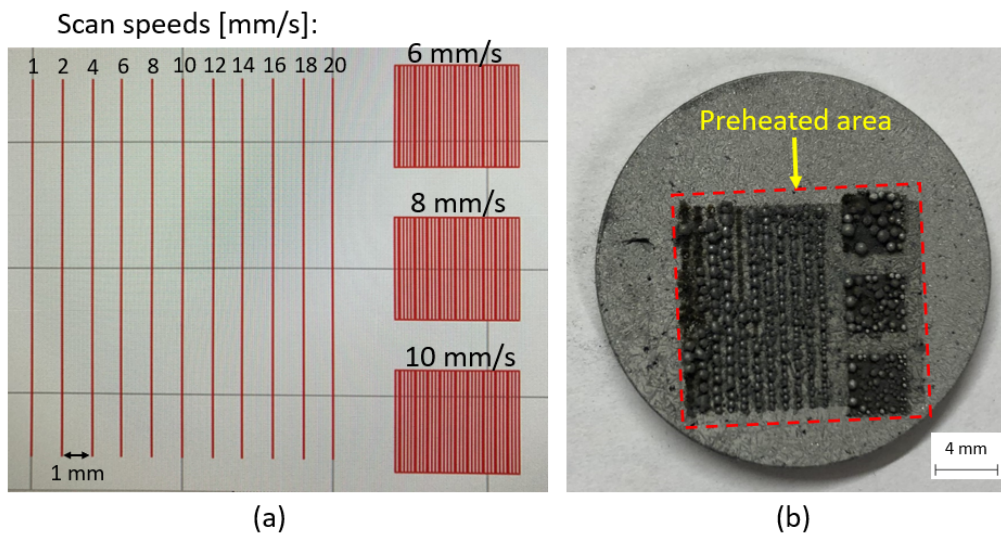 Scan speeds [mm/s]:
1 2 4 6 8 10 12 14 16 18 20
6 mm/s
8 mm/s
10 mm/s
1 mm
(a)
Preheated area
4 mm
(b)